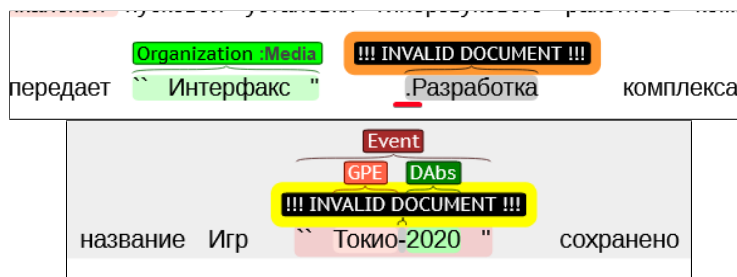 Organization :Media !!! INVALID DOCUMENT !!!
передает `` Интерфакс " .Разработка комплекса
Event
GPE DAbs
!!! INVALID DOCUMENT !!!
название Игр `` Токио-2020 " сохранено